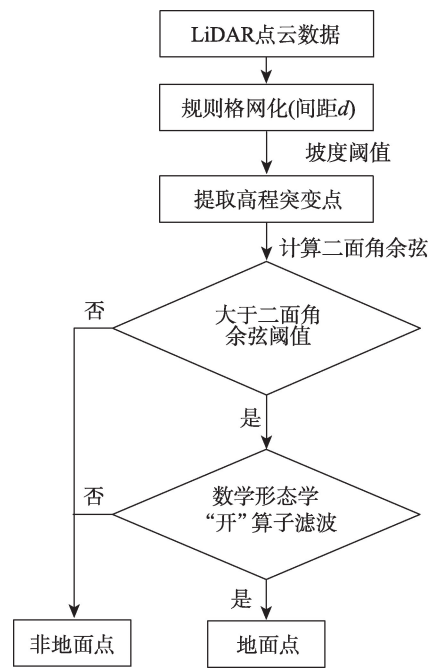 LiDAR点云数据
规则格网化(间距d)
坡度阈值
提取高程突变点
计算二面角余弦
否
大于二面角
余弦阈值
是
否
数学形态学
“开”算子滤波
是
非地面点
地面点